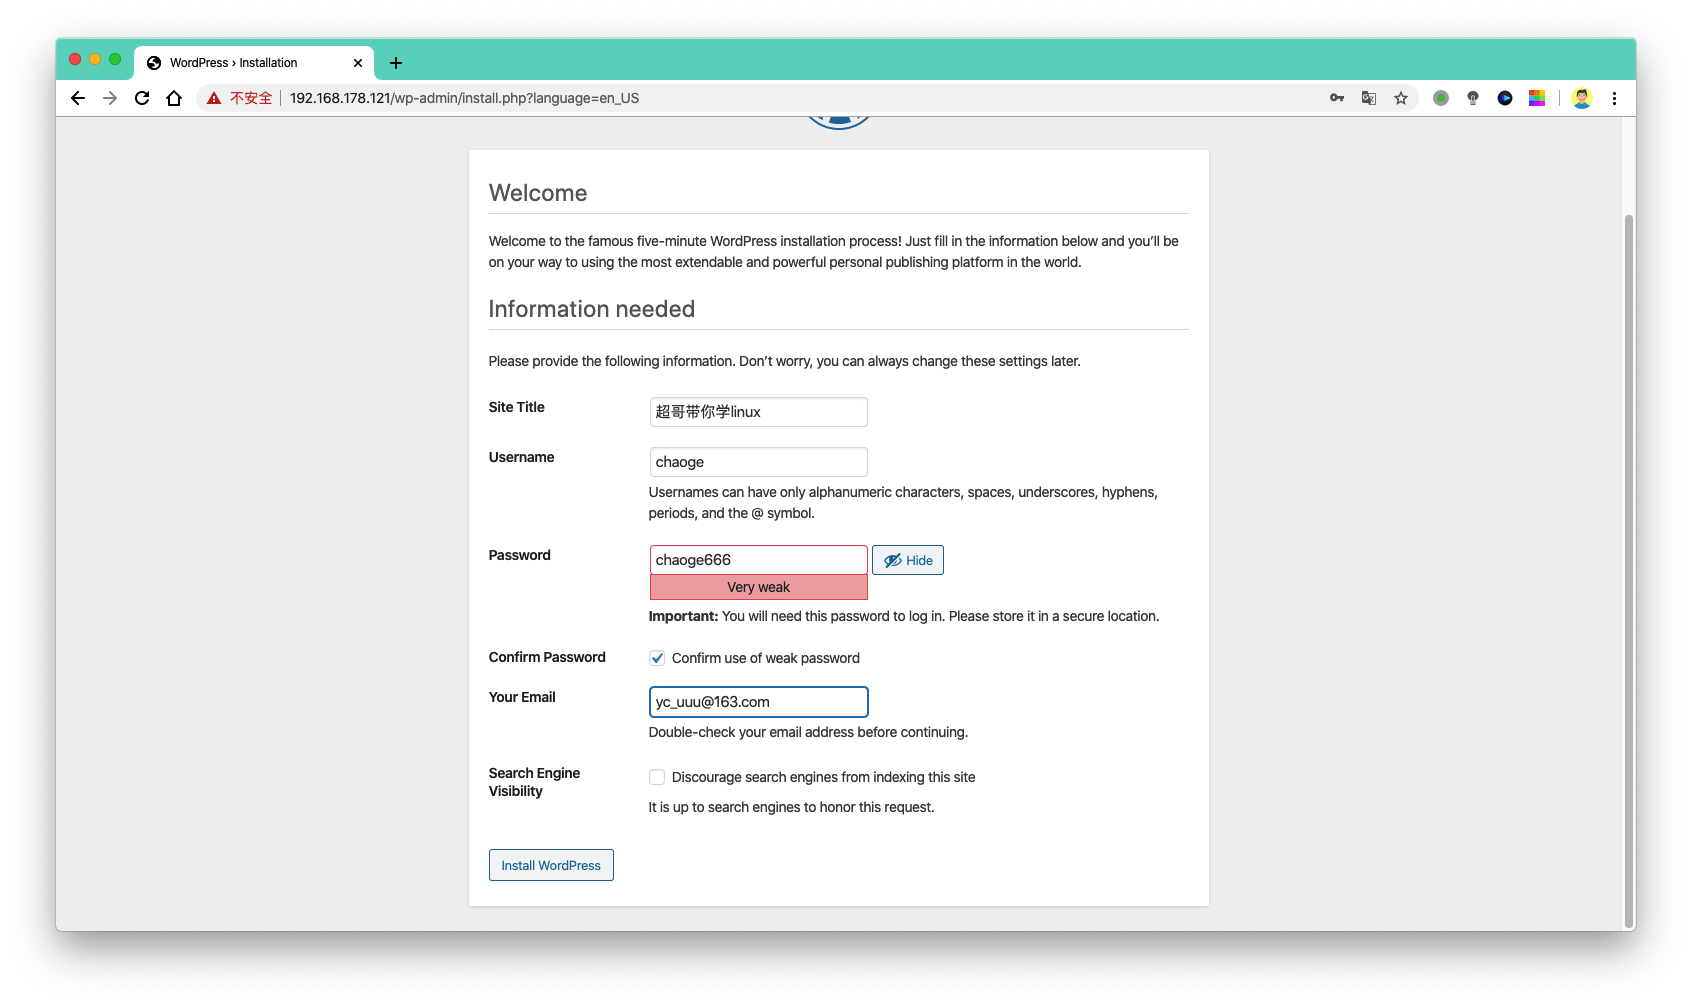 WordPress › Installation
不安全 192.168.178.121/wp-admin/install.php?language=en_US
Welcome
Welcome to the famous five-minute WordPress installation process! Just fill in the information below and you’ll be
on your way to using the most extendable and powerful personal publishing platform in the world.
Information needed
Please provide the following information. Don’t worry, you can always change these settings later.
Site Title
超哥带你学linux
Username
chaoge
Usernames can have only alphanumeric characters, spaces, underscores, hyphens,
periods, and the @ symbol.
Password
chaoge666
Hide
Very weak
Important: You will need this password to log in. Please store it in a secure location.
Confirm Password
Confirm use of weak password
Your Email
yc_uuu@163.com
Double-check your email address before continuing.
Search Engine
Visibility
Discourage search engines from indexing this site
It is up to search engines to honor this request.
Install WordPress